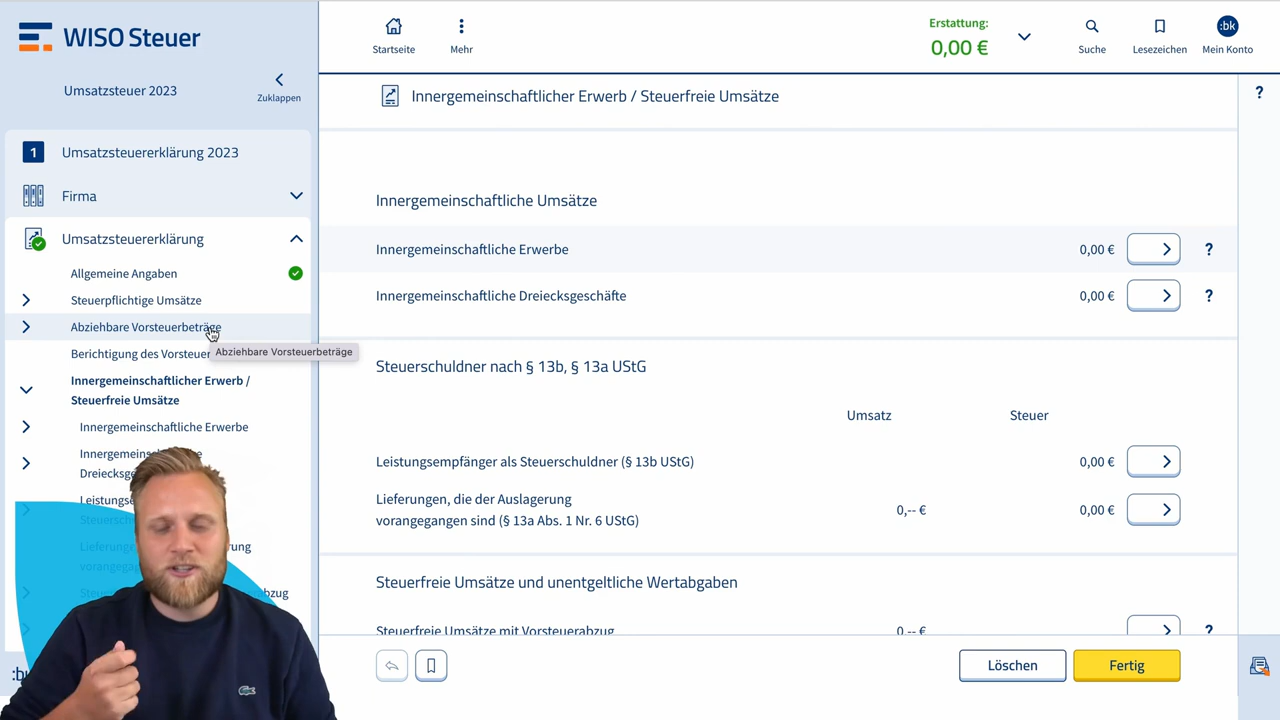 WISO Steuer
Umsatzsteuer 2023
Zuklappen
1 Umsatzsteuererklärung 2023
Firma
Umsatzsteuererklärung
Allgemeine Angaben
Steuerpflichtige Umsätze
Abziehbare Vorsteuerbeträge
Berichtigung des Vorsteuer
Abziehbare Vorsteuerbeträge
Innergemeinschaftlicher Erwerb /
Steuerfreie Umsätze
Innergemeinschaftliche Erwerbe
Startseite
Mehr
Erstattung:
0,00 €
Suche
Lesezeichen
:bk
Mein Konto
Innergemeinschaftlicher Erwerb / Steuerfreie Umsätze
?
Innergemeinschaftliche Umsätze
Innergemeinschaftliche Erwerbe 0,00 € ?
Innergemeinschaftliche Dreiecksgeschäfte 0,00 € ?
Steuerschuldner nach § 13b, § 13a UStG
Umsatz Steuer
Leistungsempfänger als Steuerschuldner (§ 13b UStG) 0,00 €
Lieferungen, die der Auslagerung
vorangegangen sind (§ 13a Abs. 1 Nr. 6 UStG) 0,-- € 0,00 €
Steuerfreie Umsätze und unentgeltliche Wertabgaben
Steuerfreie Umsätze mit Vorsteuerabzug 0,-- € ?
Löschen
Fertig